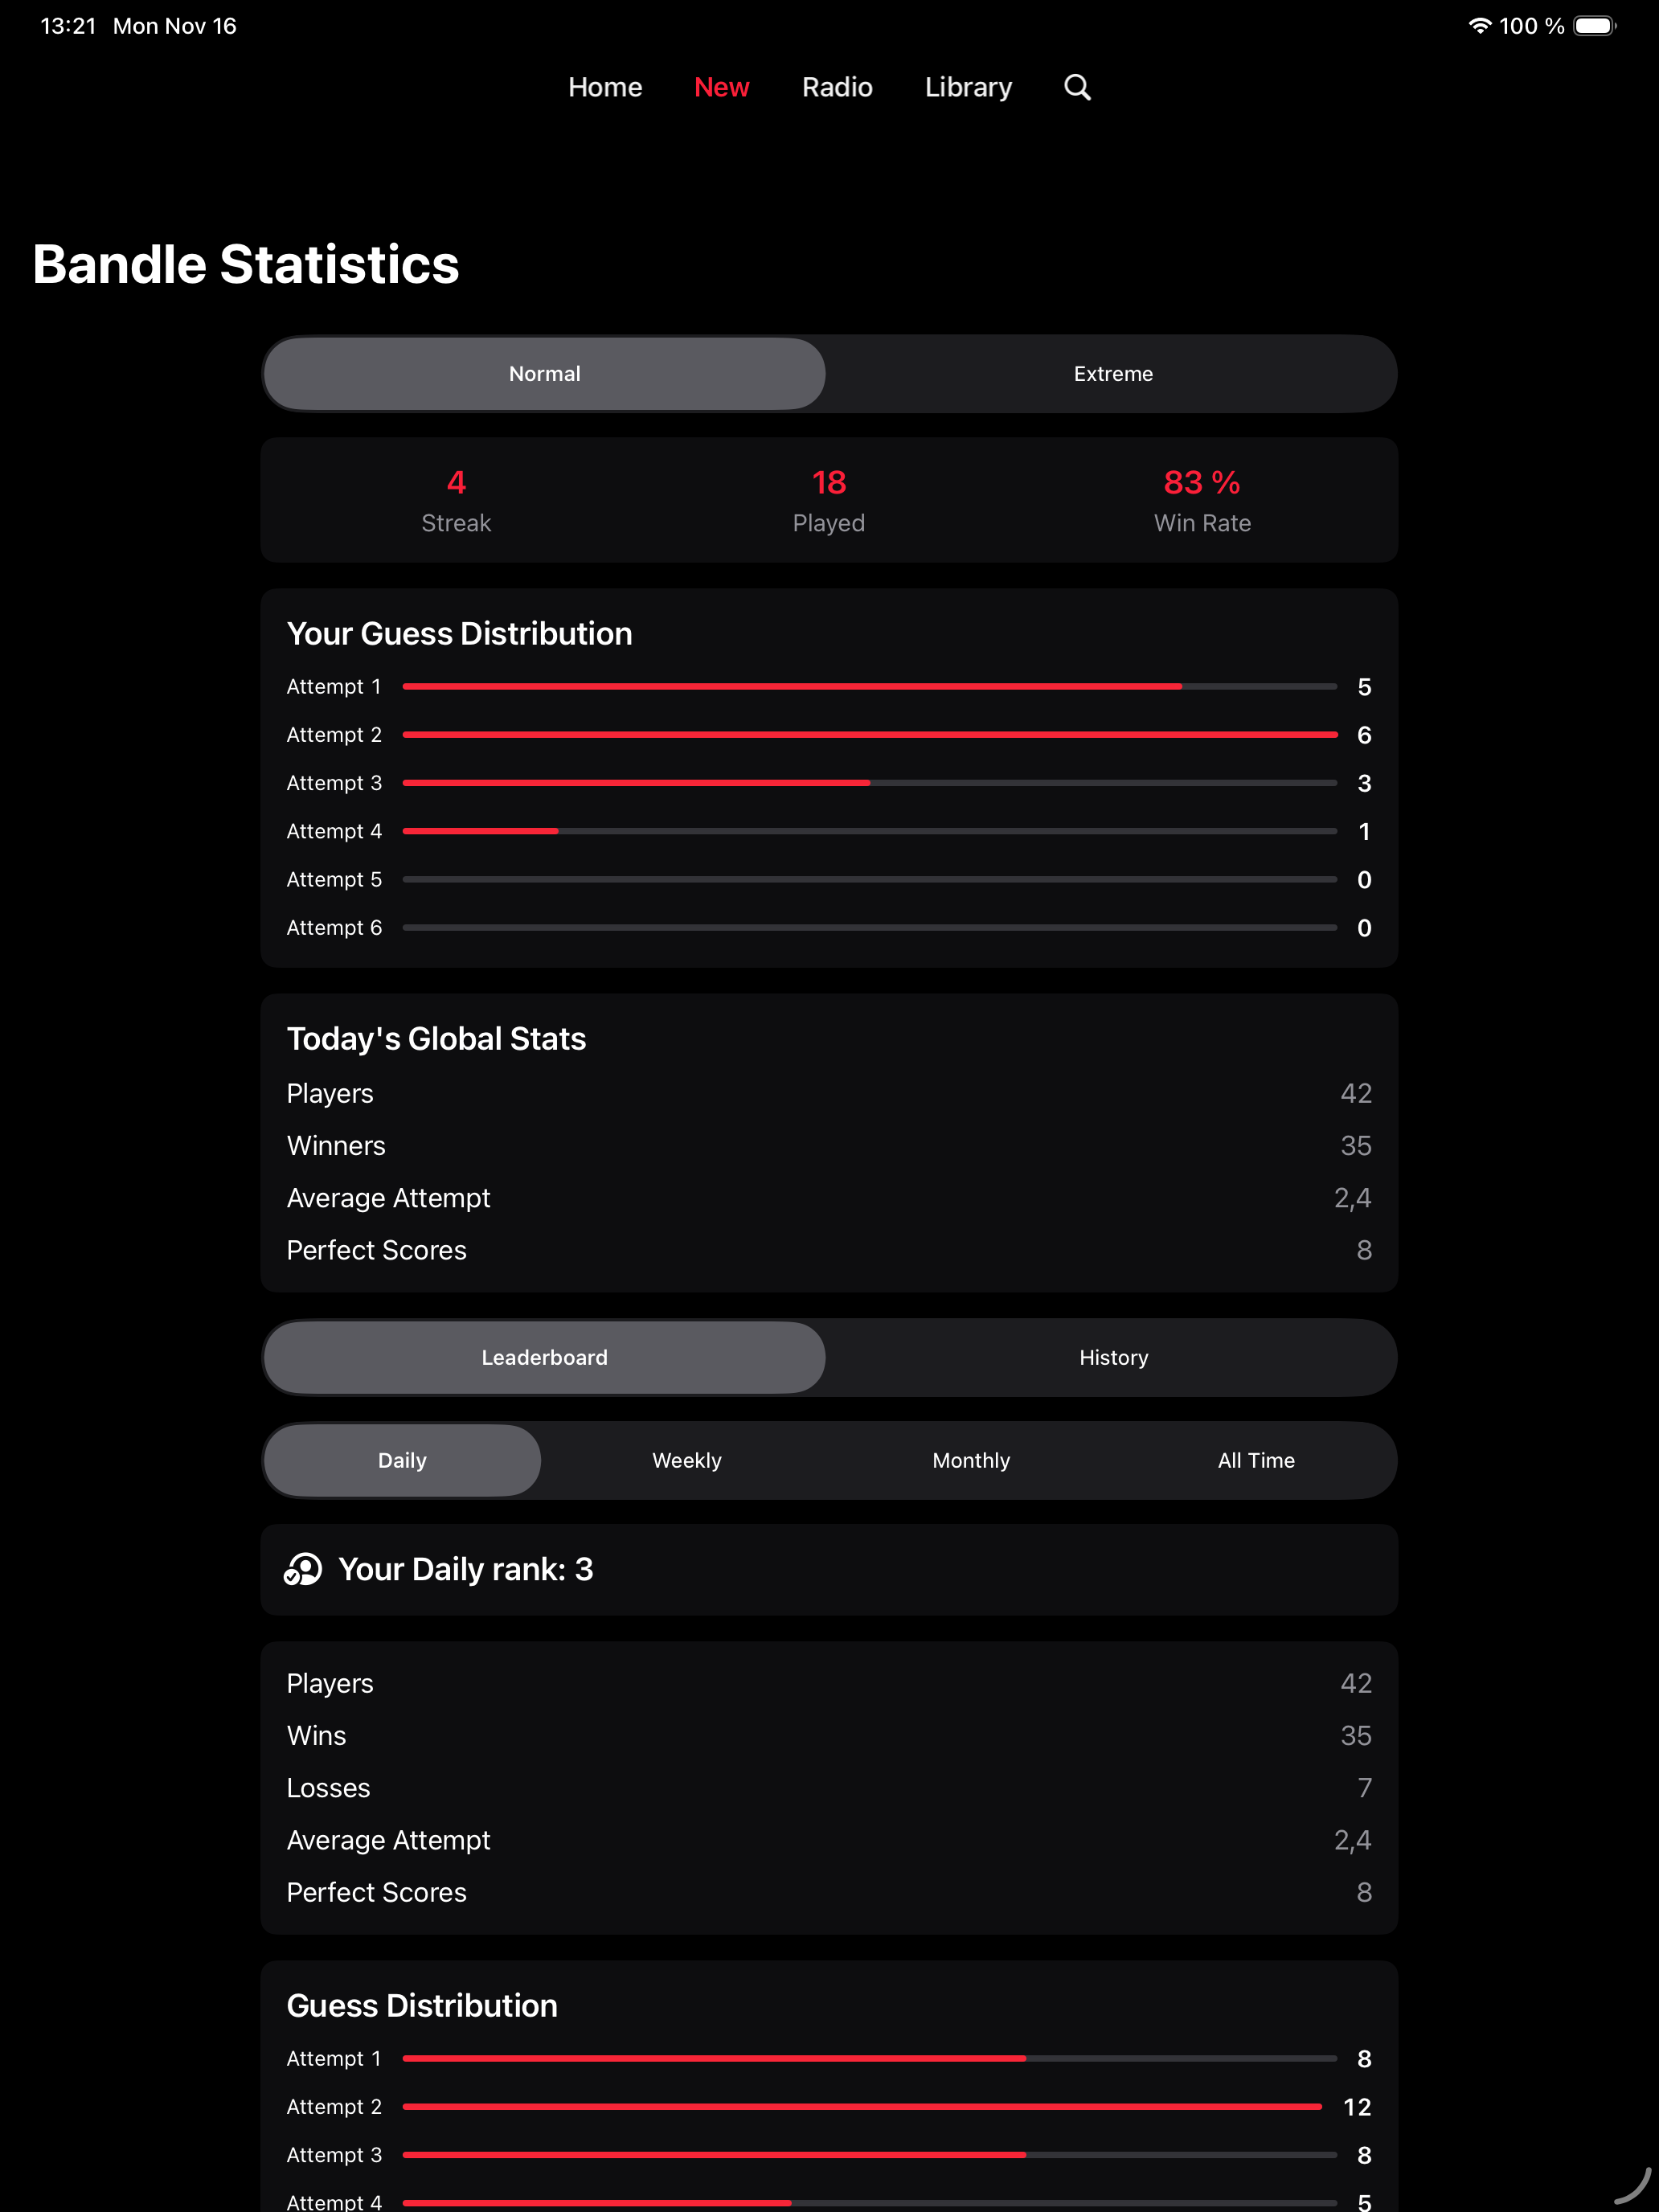 13:21 Mon Nov 16 100 %
Home New Radio Library
Bandle Statistics
Normal Extreme
4 18 83 %
Streak Played Win Rate
Your Guess Distribution
Attempt 1 5
Attempt 2 6
Attempt 3 3
Attempt 4 1
Attempt 5 0
Attempt 6 0
Today's Global Stats
Players 42
Winners 35
Average Attempt 2,4
Perfect Scores 8
Leaderboard History
Daily Weekly Monthly All Time
Your Daily rank: 3
Players 42
Wins 35
Losses 7
Average Attempt 2,4
Perfect Scores 8
Guess Distribution
Attempt 1 8
Attempt 2 12
Attempt 3 8
Attempt 4 5